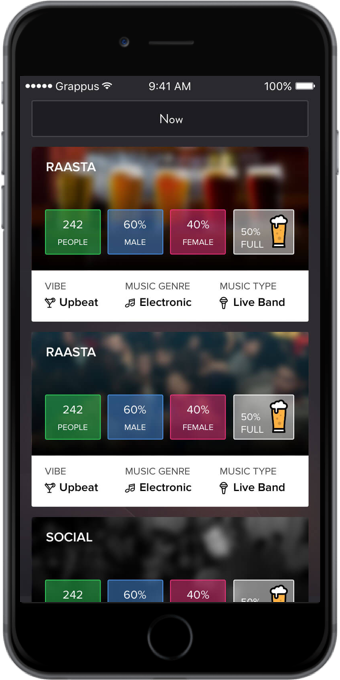 Grappus 9:41 AM 100%
Now
RAASTA
242 60% 40% 50%
PEOPLE MALE FEMALE FULL
VIBE MUSIC GENRE MUSIC TYPE
Upbeat Electronic Live Band
RAASTA
242 60% 40% 50%
PEOPLE MALE FEMALE FULL
VIBE MUSIC GENRE MUSIC TYPE
Upbeat Electronic Live Band
SOCIAL
242 60% 40% 50%